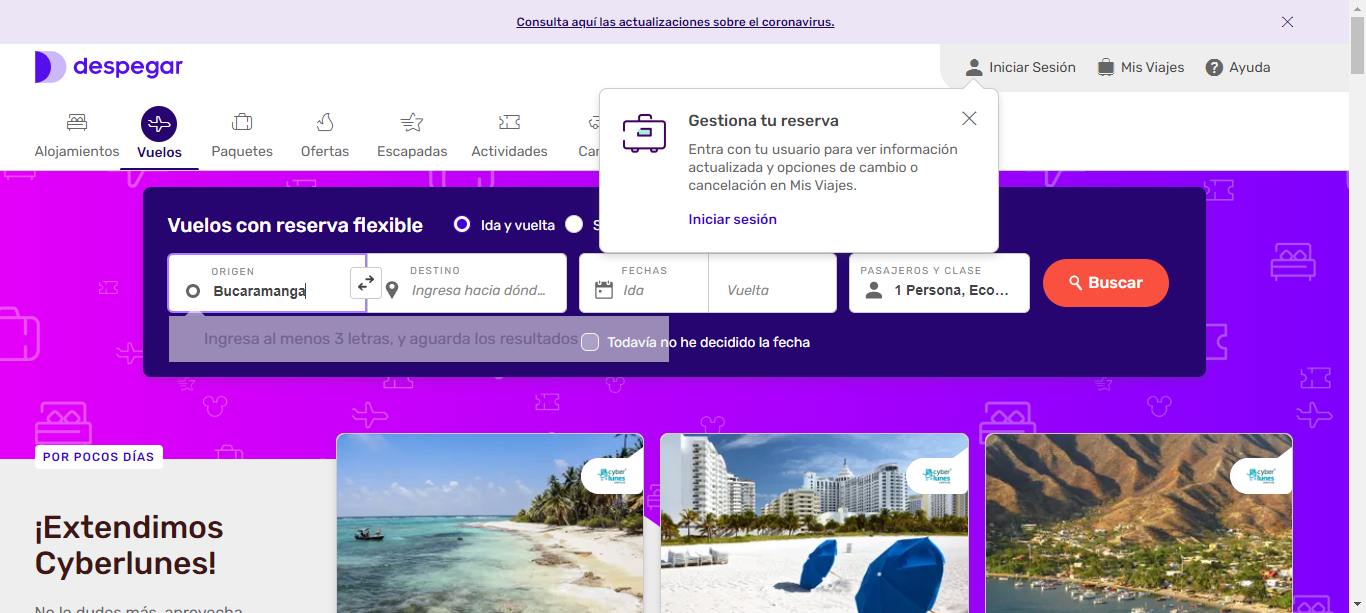 Consulta aquí las actualizaciones sobre el coronavirus.
despegar
Iniciar Sesión
Mis Viajes
Ayuda
Alojamientos
Vuelos
Paquetes
Ofertas
Escapadas
Actividades
Gestiona tu reserva
Entra con tu usuario para ver información
actualizada y opciones de cambio o
cancelación en Mis Viajes.
Iniciar sesión
Vuelos con reserva flexible
Ida y vuelta
ORIGEN
Bucaramanga
DESTINO
Ingresa hacia dónd...
FECHAS
Ida
Vuelta
PASAJEROS Y CLASE
1 Persona, Eco...
Buscar
Ingresa al menos 3 letras, y aguarda los resultados
Todavía no he decidido la fecha
POR POCOS DÍAS
¡Extendimos
Cyberlunes!
No lo dudes más, aprovecha
cyber
lunes
cyber
lunes
cyber
lunes